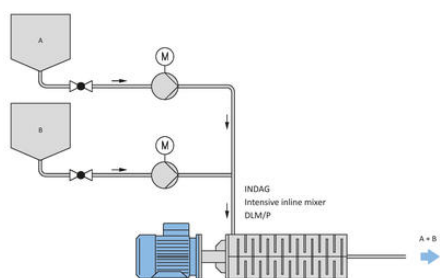 A
M
B
M
INDAG
Intensive inline mixer
DLM/P
A + B